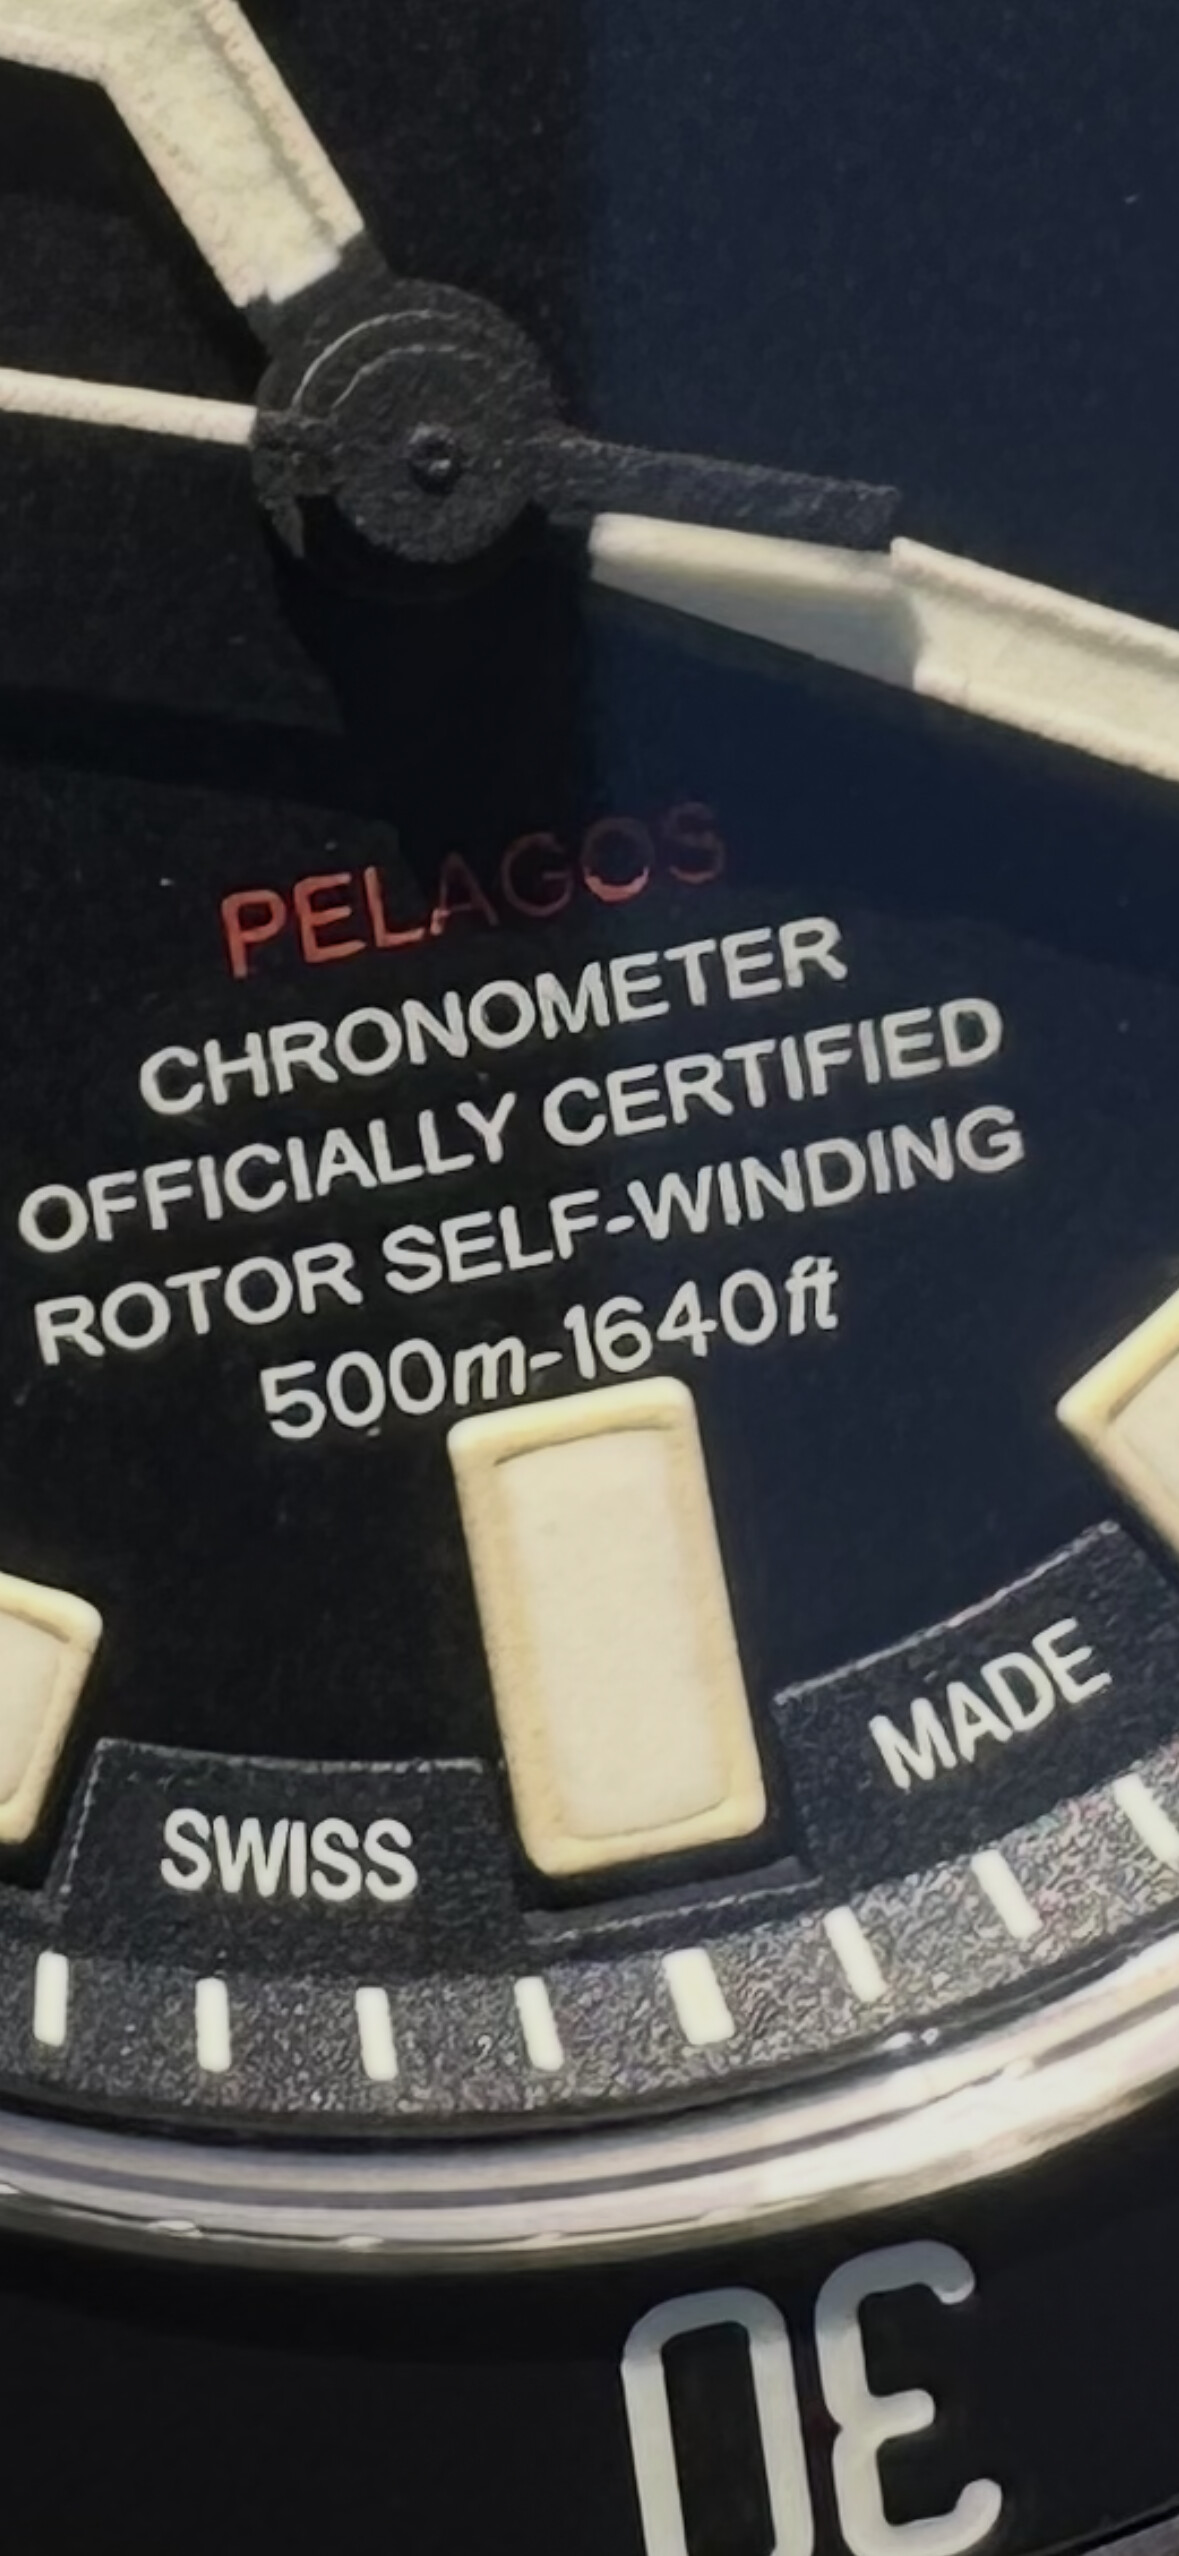 PELAGOS
CHRONOMETER
OFFICIALLY CERTIFIED
ROTOR SELF-WINDING
500m-1640ft
SWISS MADE
30